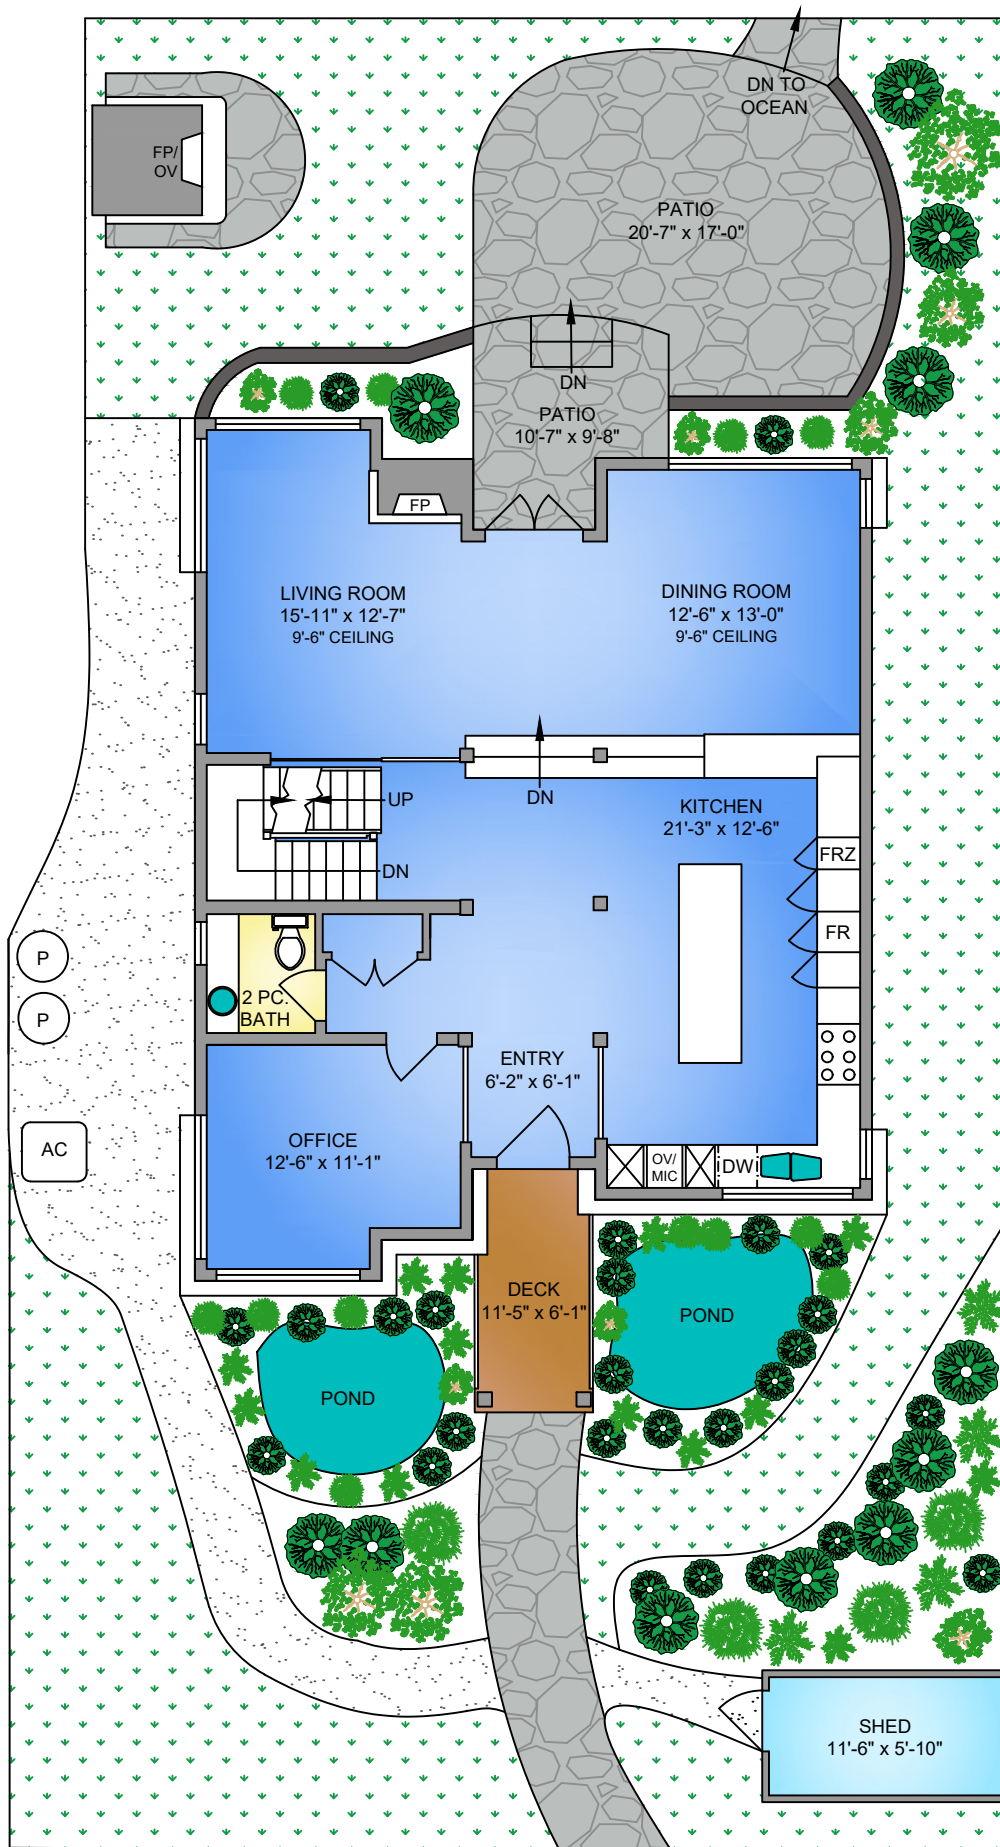 DN TO
OCEAN
FP/
OV
PATIO
20'-7" x 17'-0"
DN
PATIO
10'-7" x 9'-8"
FP
LIVING ROOM
15'-11" x 12'-7"
9'-6" CEILING
DINING ROOM
12'-6" x 13'-0"
9'-6" CEILING
UP
DN
DN
KITCHEN
21'-3" x 12'-6"
FRZ
FR
P
P
2 PC.
BATH
ENTRY
6'-2" x 6'-1"
AC
OFFICE
12'-6" x 11'-1"
OV/
MIC
DW
DECK
11'-5" x 6'-1"
POND
POND
SHED
11'-6" x 5'-10"